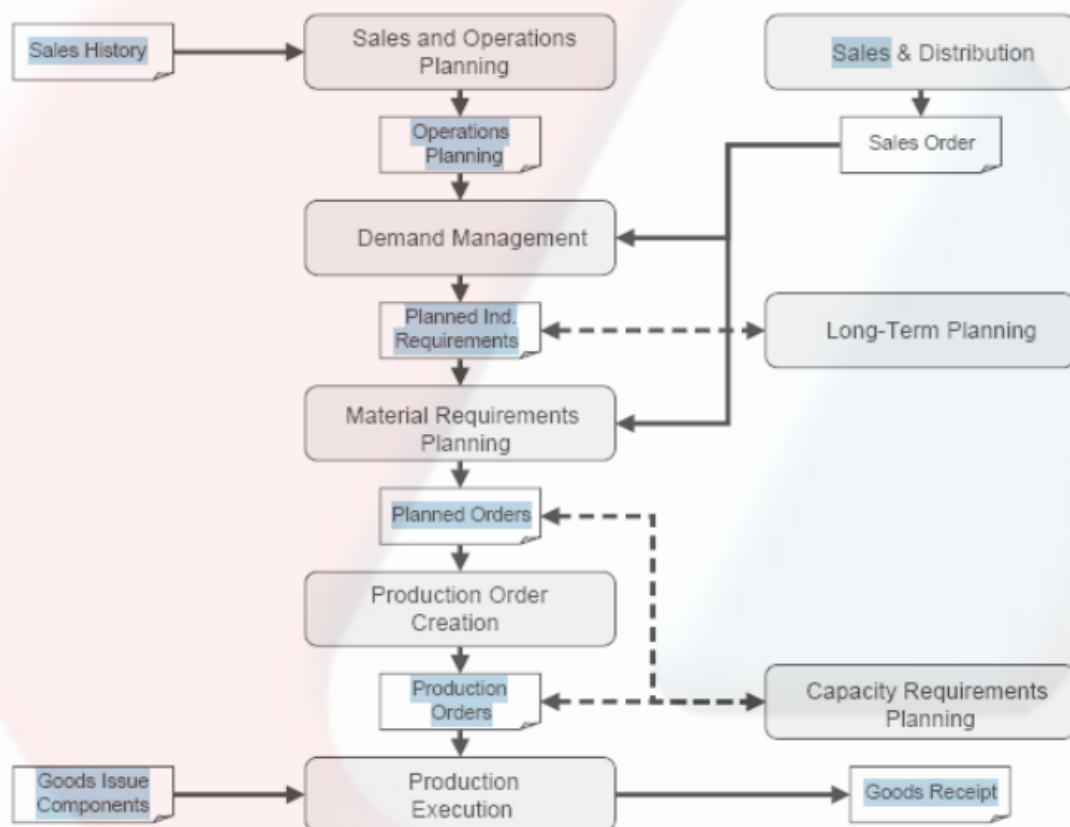 Sales History
Sales and Operations
Planning
Sales & Distribution
Operations
Planning
Sales Order
Demand Management
Planned Ind.
Requirements
Long-Term Planning
Material Requirements
Planning
Planned Orders
Production Order
Creation
Production
Orders
Capacity Requirements
Planning
Goods Issue
Components
Production
Execution
Goods Receipt